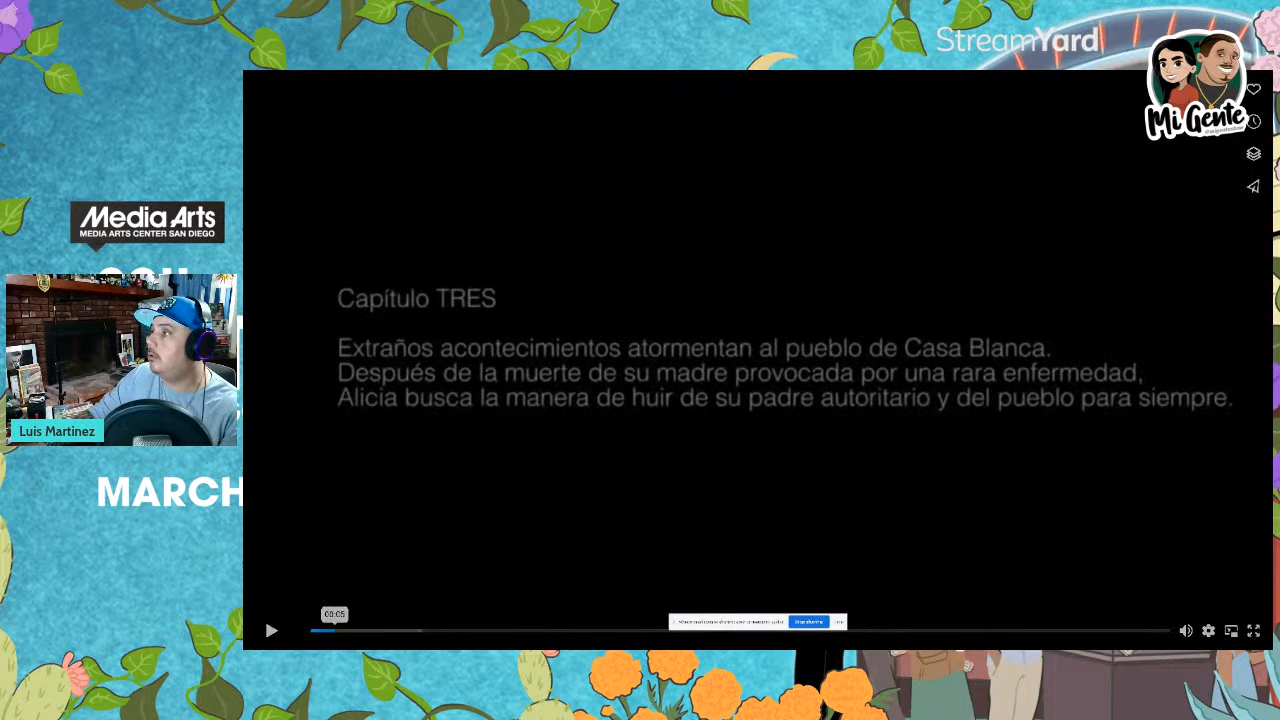 StreamYard
Mi Gente
Media Arts
MEDIA ARTS CENTER SAN DIEGO
Capítulo TRES
Extraños acontecimientos atormentan al pueblo de Casa Blanca.
Después de la muerte de su madre provocada por una rara enfermedad,
Alicia busca la manera de huir de su padre autoritario y del pueblo para siempre.
Luis Martinez
MARCH
00:05
Stop sharing